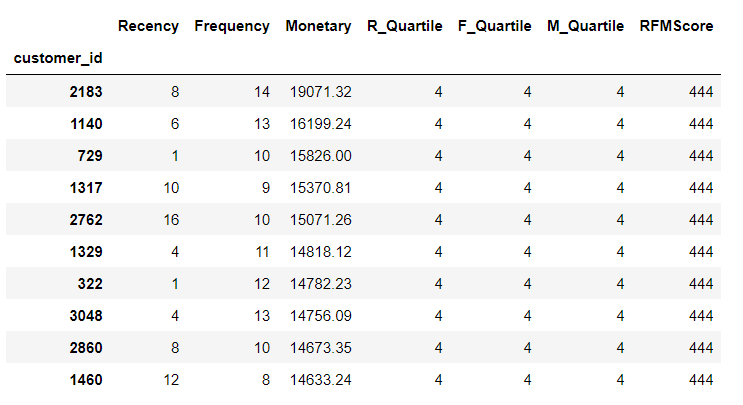 Recency Frequency Monetary R_Quartile F_Quartile M_Quartile RFMScore
customer_id
2183 8 14 19071.32 4 4 4 444
1140 6 13 16199.24 4 4 4 444
729 1 10 15826.00 4 4 4 444
1317 10 9 15370.81 4 4 4 444
2762 16 10 15071.26 4 4 4 444
1329 4 11 14818.12 4 4 4 444
322 1 12 14782.23 4 4 4 444
3048 4 13 14756.09 4 4 4 444
2860 8 10 14673.35 4 4 4 444
1460 12 8 14633.24 4 4 4 444